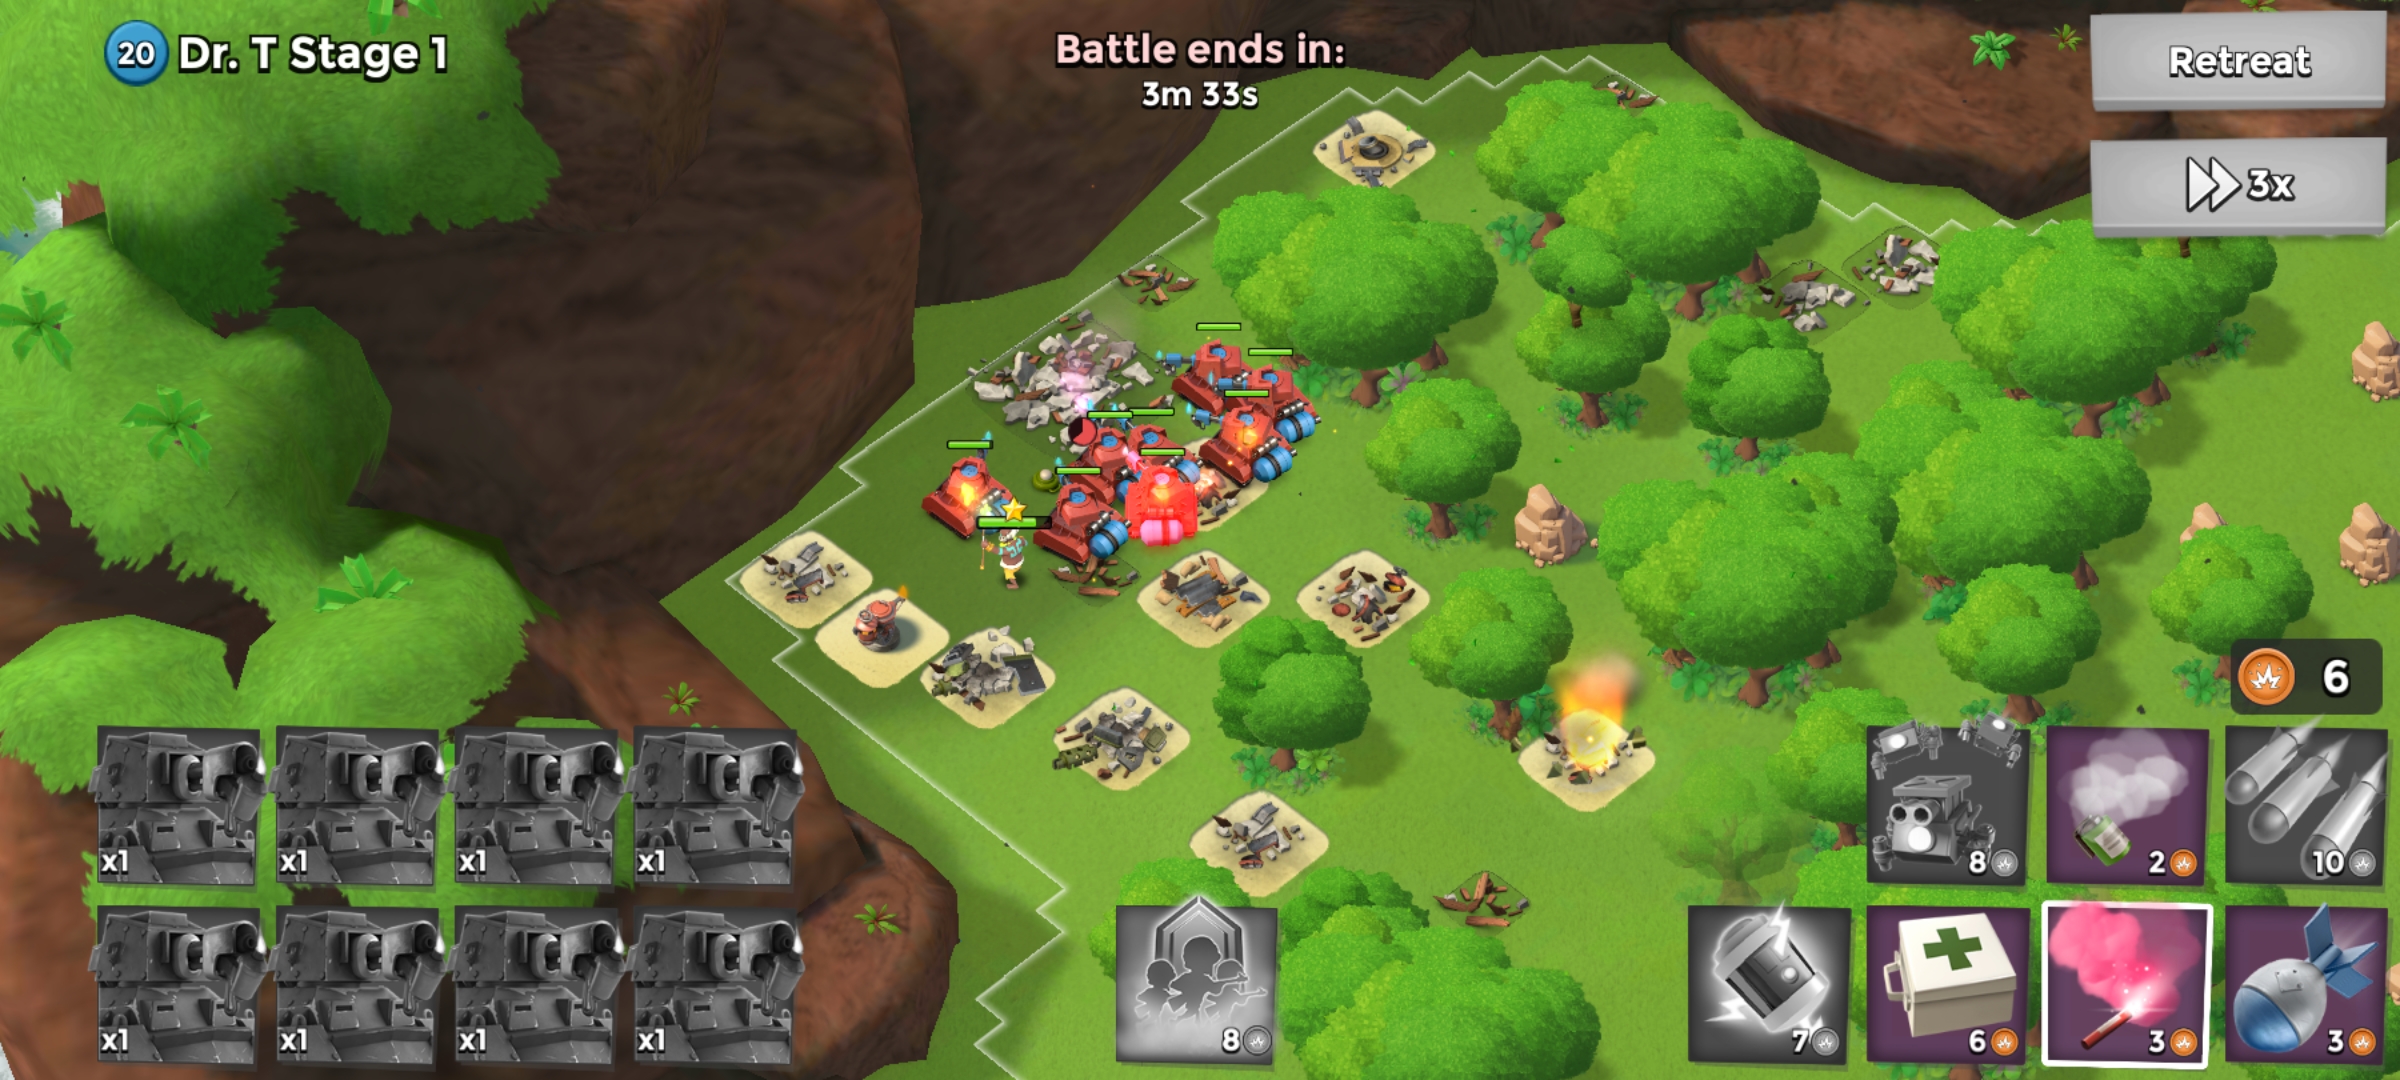 20 Dr. T Stage 1
Battle ends in:
3m 33s
Retreat
3x
6
x1 x1 x1 x1
8 2 10
x1 x1 x1 x1
8 7 6 3 3